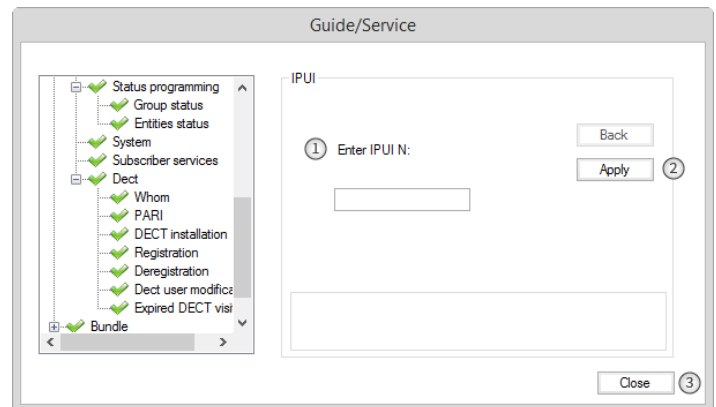 Guide/Service
Status programming
Group status
Entities status
System
Subscriber services
Dect
Whom
PARI
DECT installation
Registration
Deregistration
Dect user modifica
Expired DECT visi
Bundle
IPUI
1 Enter IPUI N:
Back
Apply 2
Close 3